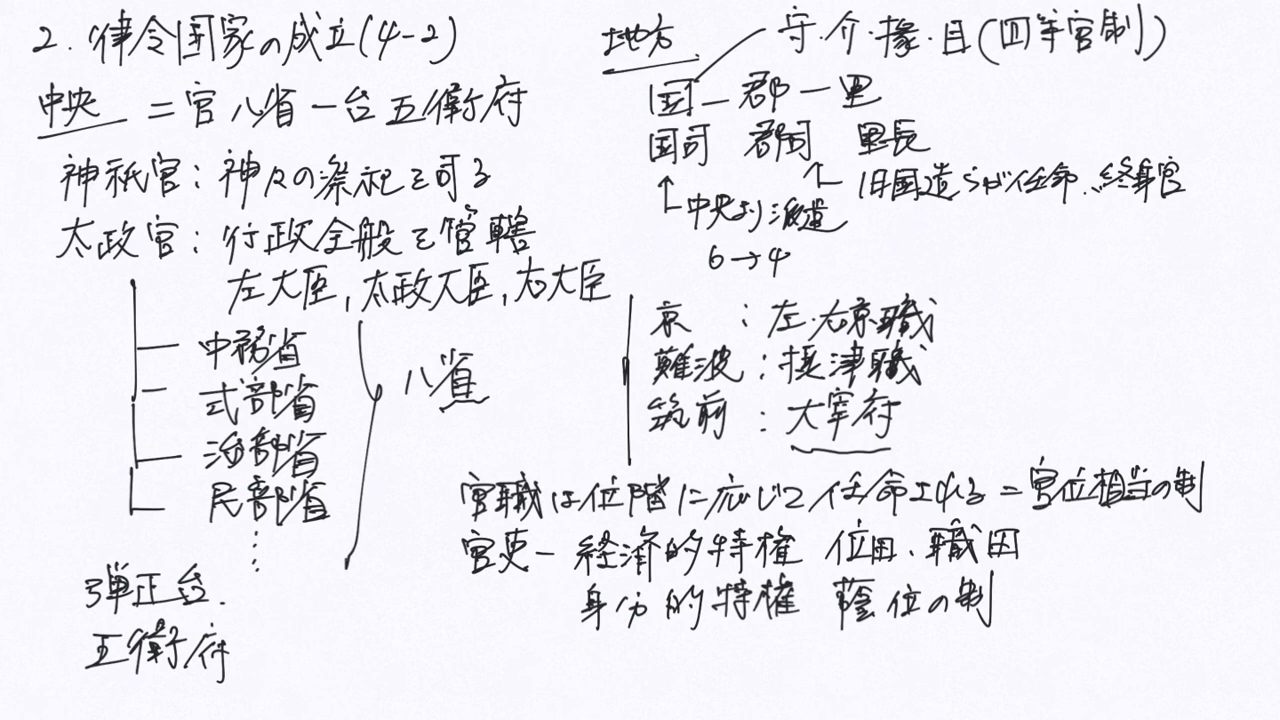 2. 律令国家の成立(4-2)
中央 二官八省一台五衛府
神祇官：神々の祭祀を司る
太政官：行政全般を管轄
左大臣,太政大臣,右大臣
中務省
式部省
治部省
民部省
⋮
八省
弾正台.
五衛府
地方
守・介・掾・目(四等官制)
国ー郡ー里
国司 郡司 里長
↑ 旧国造らが任命.終身官
↑ 中央より派遣
6→4
京：左・右京職
難波：摂津職
筑前：大宰府
官職は位階に応じて任命される＝官位相当の制
官吏ー経済的特権 位田.職田
身分的特権 蔭位の制